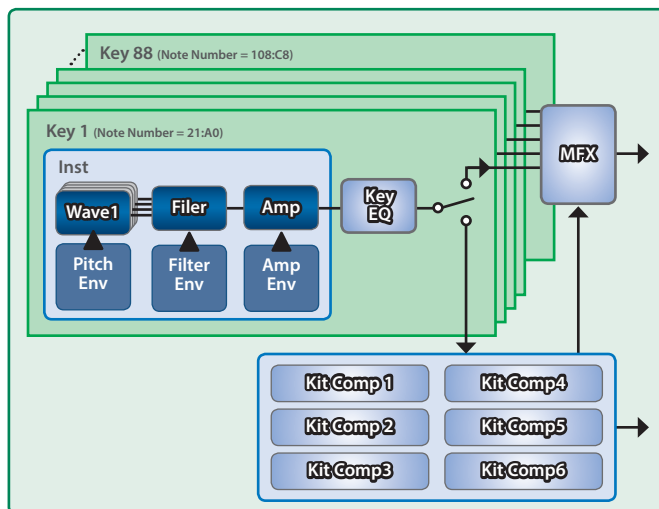 Key 88 (Note Number = 108:C8)
Key 1 (Note Number = 21:A0)
Inst
Wave1
Filer
Amp
Key
EQ
MFX
Pitch
Env
Filter
Env
Amp
Env
Kit Comp 1
Kit Comp4
Kit Comp 2
Kit Comp5
Kit Comp3
Kit Comp6